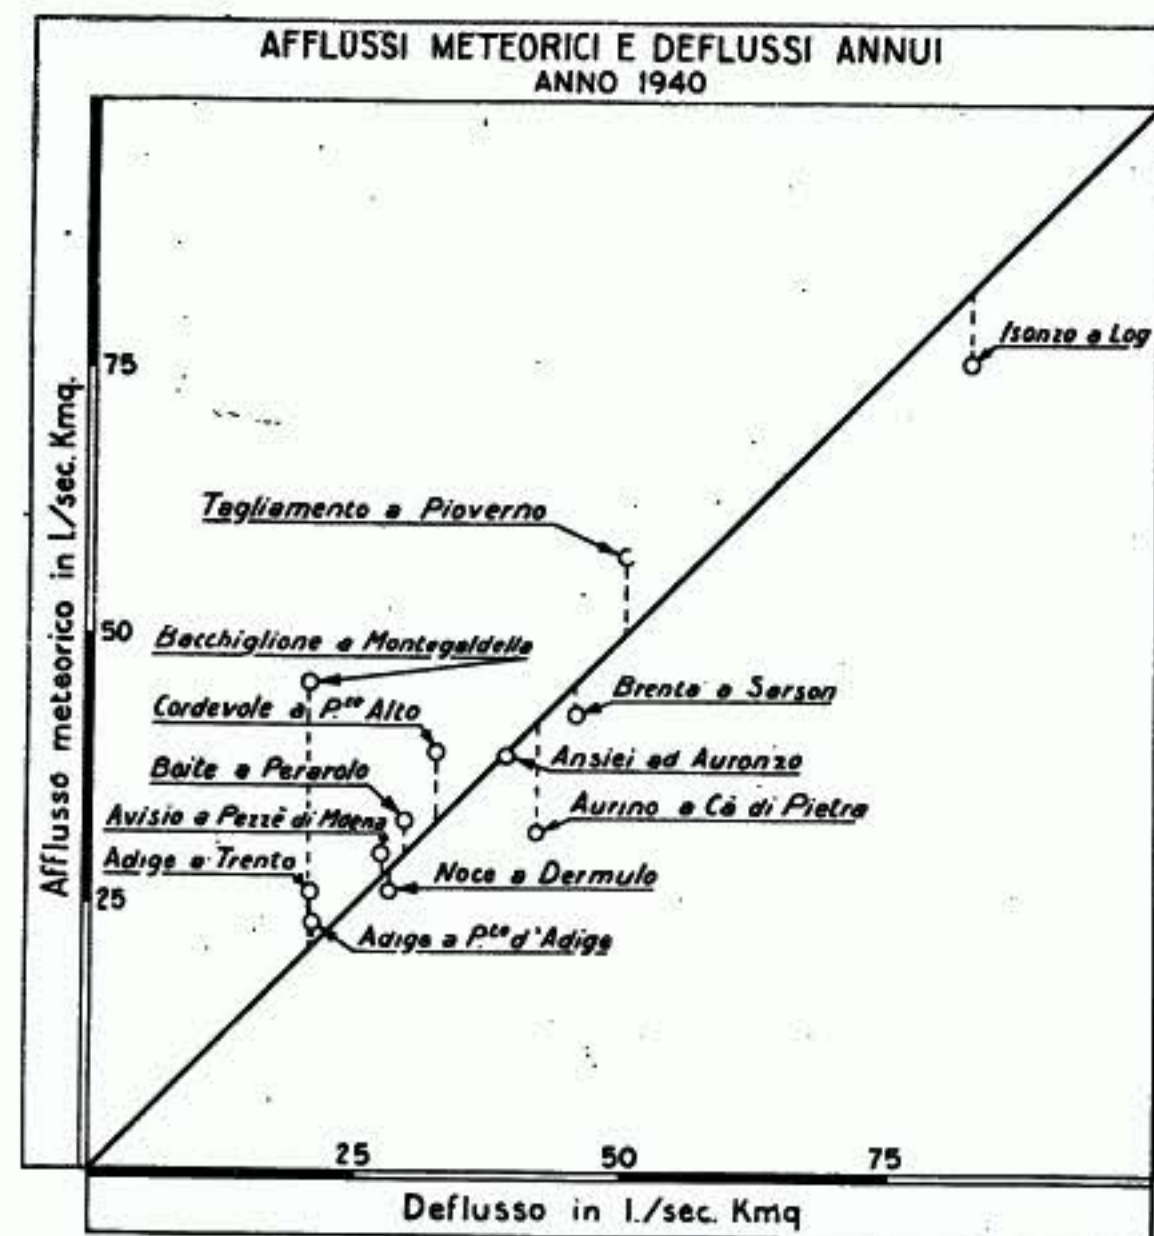 AFFLUSSI METEORICI E DEFLUSSI ANNUI
ANNO 1940
Afflusso meteorico in l./sec. Kmq.
75
50
25
Isonzo a Log
Tagliamento a Pioverno
Bacchiglione a Montegaldella
Brenta a Sarson
Cordevole a P.te Alto
Ansiei ad Auronzo
Boite a Perarolo
Aurino a Cà di Pietra
Avisio a Pezzè di Moena
Adige a Trento
Noce a Dermulo
Adige a P.te d'Adige
25
50
75
Deflusso in l./sec. Kmq